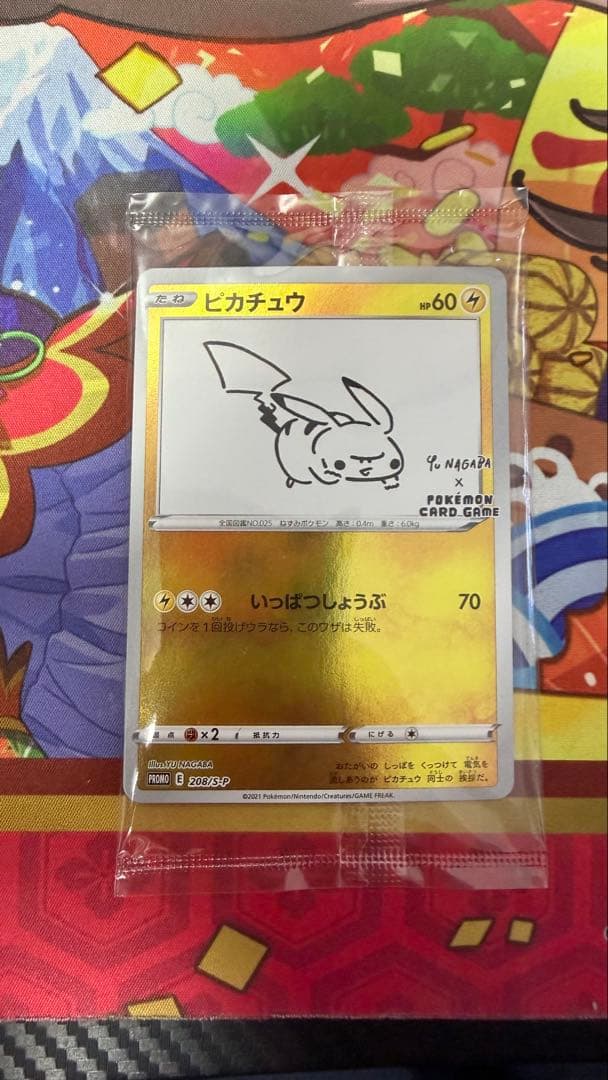 たね ピカチュウ HP60
YU NAGABA
×
POKÉMON
CARD GAME
全国図鑑NO.025 ねずみポケモン 高さ:0.4m 重さ:6.0kg
いっぱつしょうぶ 70
コインを1回投げウラなら、このワザは失敗。
弱点 ×2 抵抗力 にげる
Illus.YU NAGABA
PROMO E 208/S-P
おたがいの しっぽを くっつけて 電気を
流しあうのが ピカチュウ 同士の 挨拶だ。
©2021 Pokémon/Nintendo/Creatures/GAME FREAK.